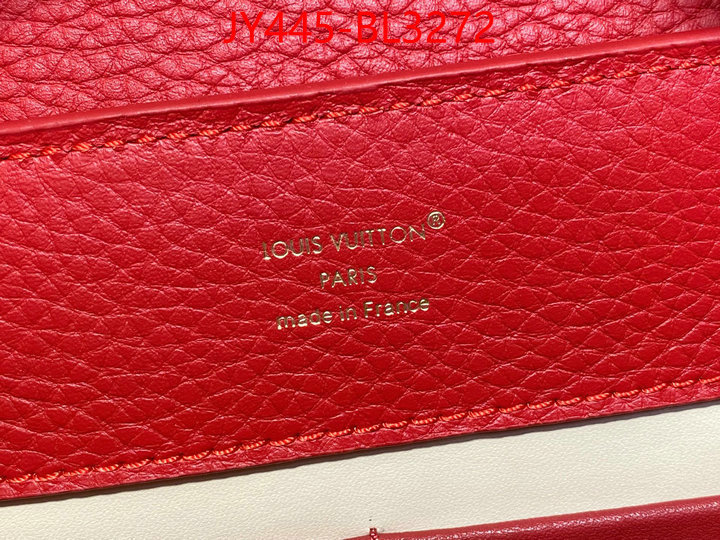 JY445-BL3272
LOUIS VUITTON®
PARIS
made in France